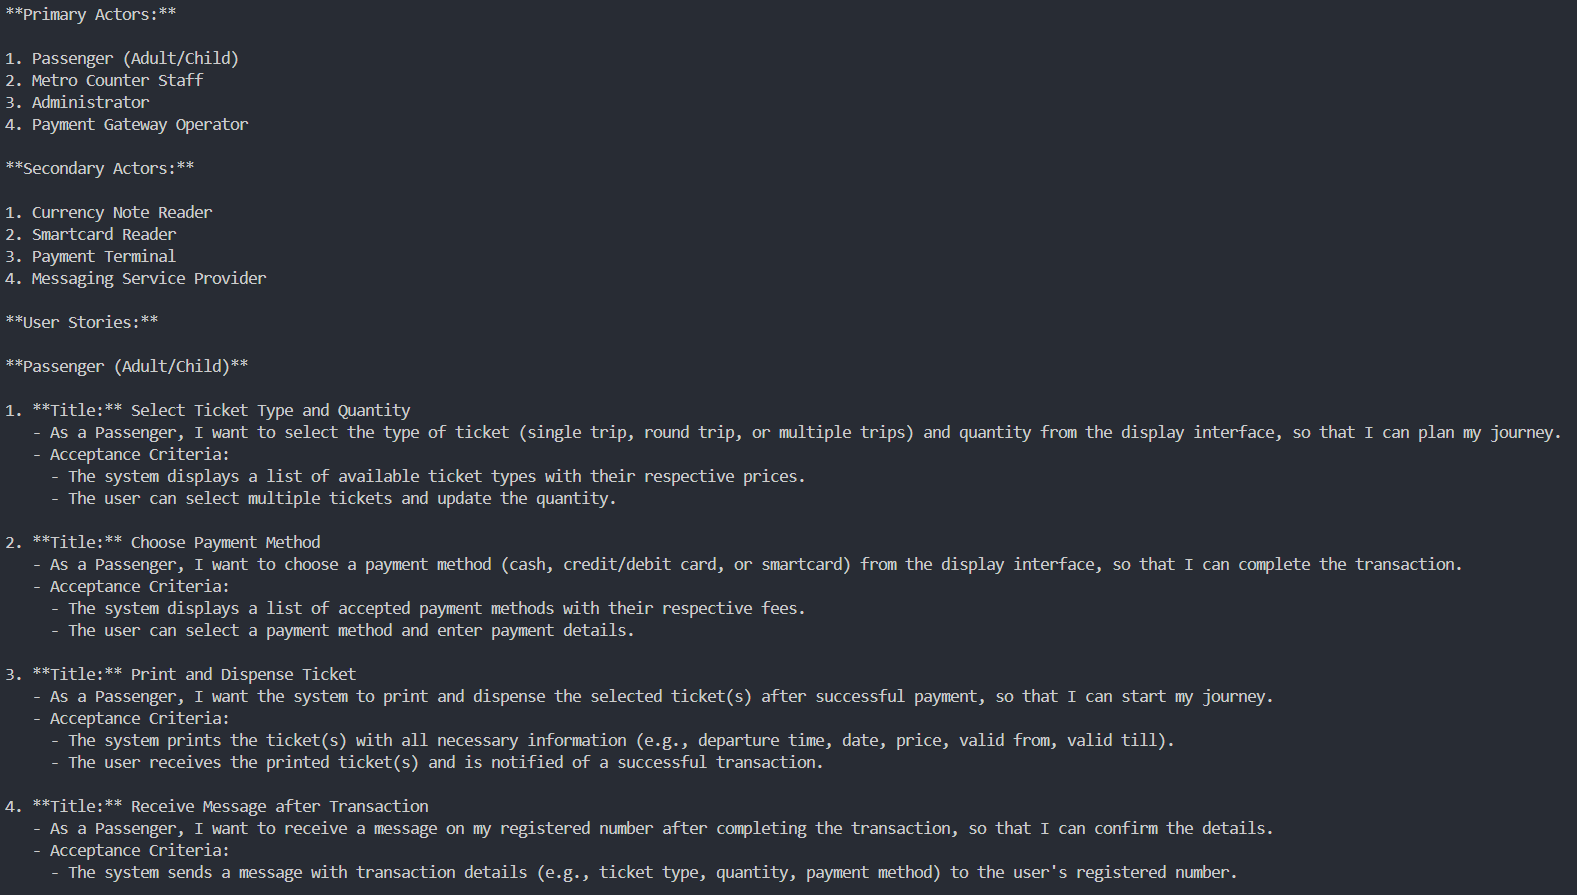 **Primary Actors:**

1. Passenger (Adult/Child)
2. Metro Counter Staff
3. Administrator
4. Payment Gateway Operator

**Secondary Actors:**

1. Currency Note Reader
2. Smartcard Reader
3. Payment Terminal
4. Messaging Service Provider

**User Stories:**

**Passenger (Adult/Child)**

1. **Title:** Select Ticket Type and Quantity
   - As a Passenger, I want to select the type of ticket (single trip, round trip, or multiple trips) and quantity from the display interface, so that I can plan my journey.
   - Acceptance Criteria:
     - The system displays a list of available ticket types with their respective prices.
     - The user can select multiple tickets and update the quantity.

2. **Title:** Choose Payment Method
   - As a Passenger, I want to choose a payment method (cash, credit/debit card, or smartcard) from the display interface, so that I can complete the transaction.
   - Acceptance Criteria:
     - The system displays a list of accepted payment methods with their respective fees.
     - The user can select a payment method and enter payment details.

3. **Title:** Print and Dispense Ticket
   - As a Passenger, I want the system to print and dispense the selected ticket(s) after successful payment, so that I can start my journey.
   - Acceptance Criteria:
     - The system prints the ticket(s) with all necessary information (e.g., departure time, date, price, valid from, valid till).
     - The user receives the printed ticket(s) and is notified of a successful transaction.

4. **Title:** Receive Message after Transaction
   - As a Passenger, I want to receive a message on my registered number after completing the transaction, so that I can confirm the details.
   - Acceptance Criteria:
     - The system sends a message with transaction details (e.g., ticket type, quantity, payment method) to the user's registered number.